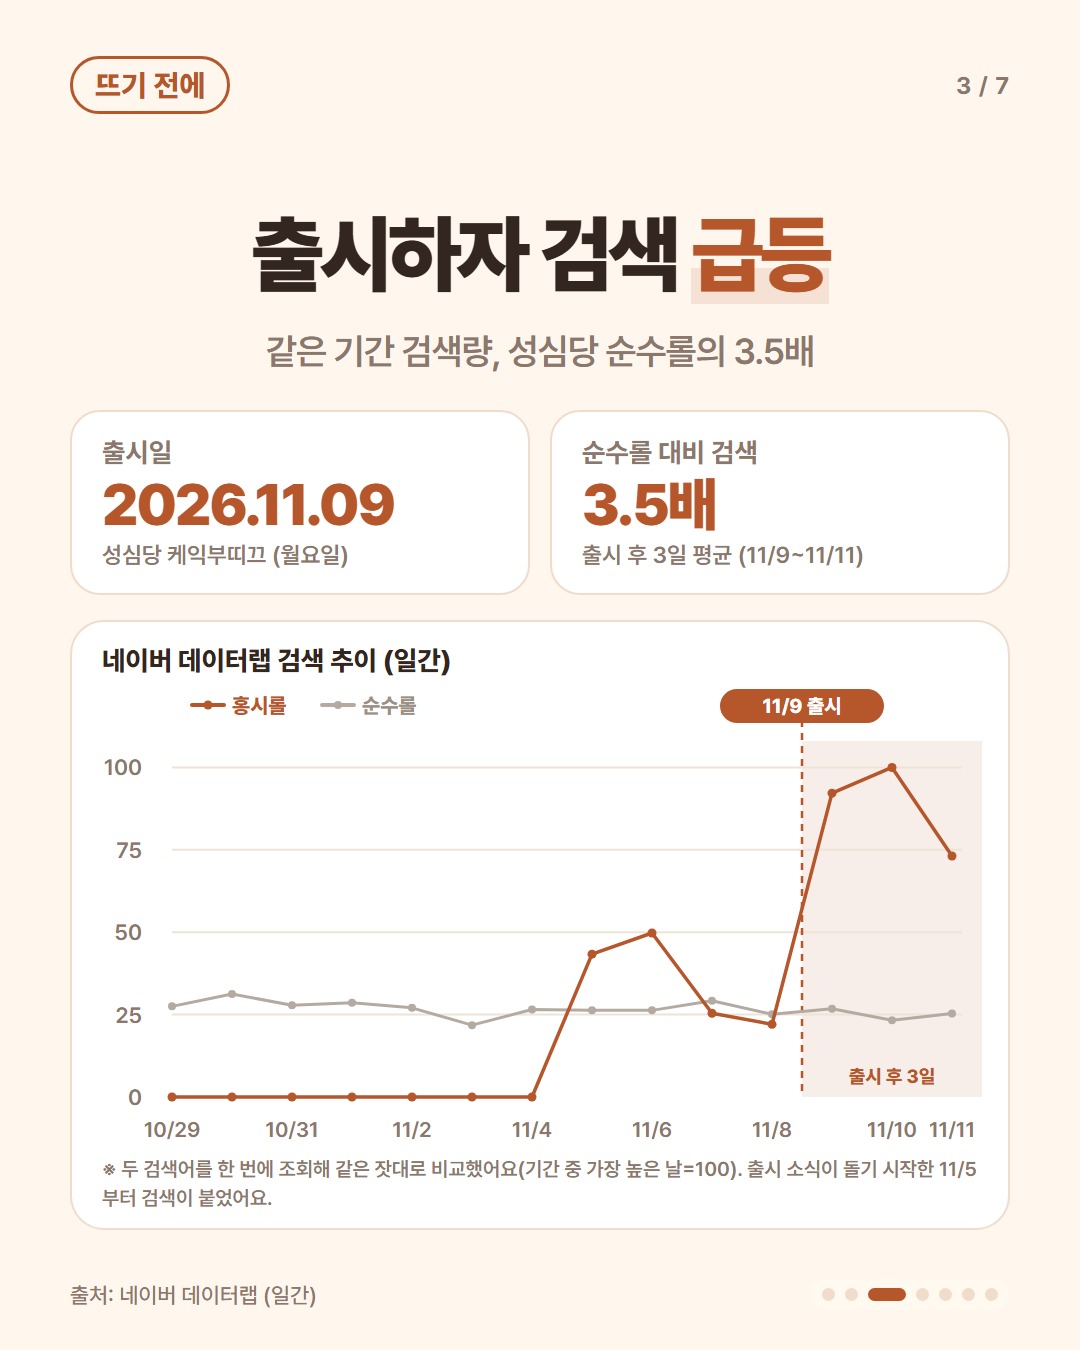 뜨기 전에
3 / 7
출시하자 검색 급등
같은 기간 검색량, 성심당 순수롤의 3.5배
출시일
2026.11.09
성심당 케익부띠끄 (월요일)
순수롤 대비 검색
3.5배
출시 후 3일 평균 (11/9~11/11)
네이버 데이터랩 검색 추이 (일간)
홍시롤
순수롤
11/9 출시
100
75
50
25
0
출시 후 3일
10/29
10/31
11/2
11/4
11/6
11/8
11/10
11/11
※ 두 검색어를 한 번에 조회해 같은 잣대로 비교했어요(기간 중 가장 높은 날=100). 출시 소식이 돌기 시작한 11/5
부터 검색이 붙었어요.
출처: 네이버 데이터랩 (일간)